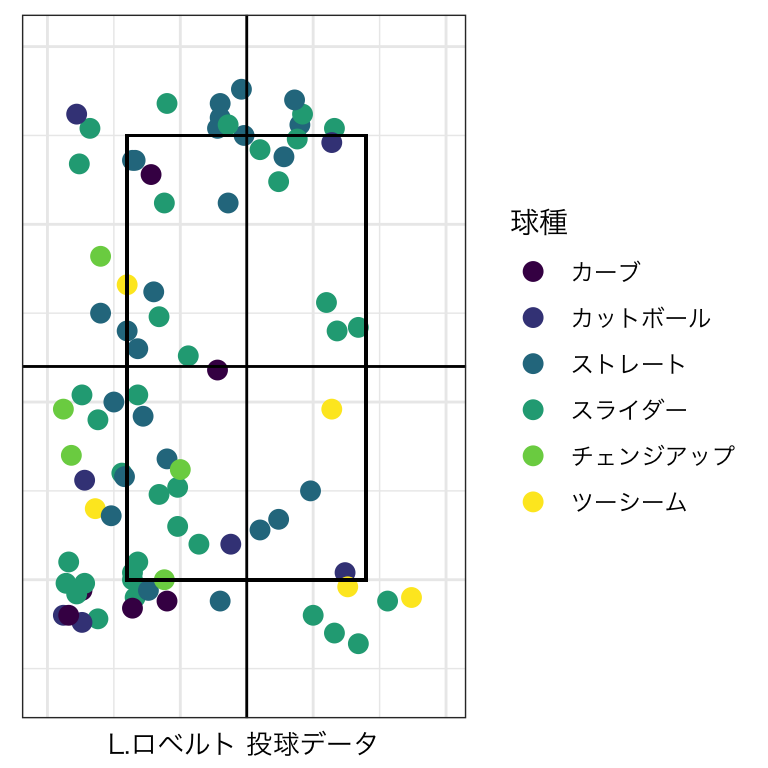 球種
カーブ
カットボール
ストレート
スライダー
チェンジアップ
ツーシーム
L.ロベルト 投球データ